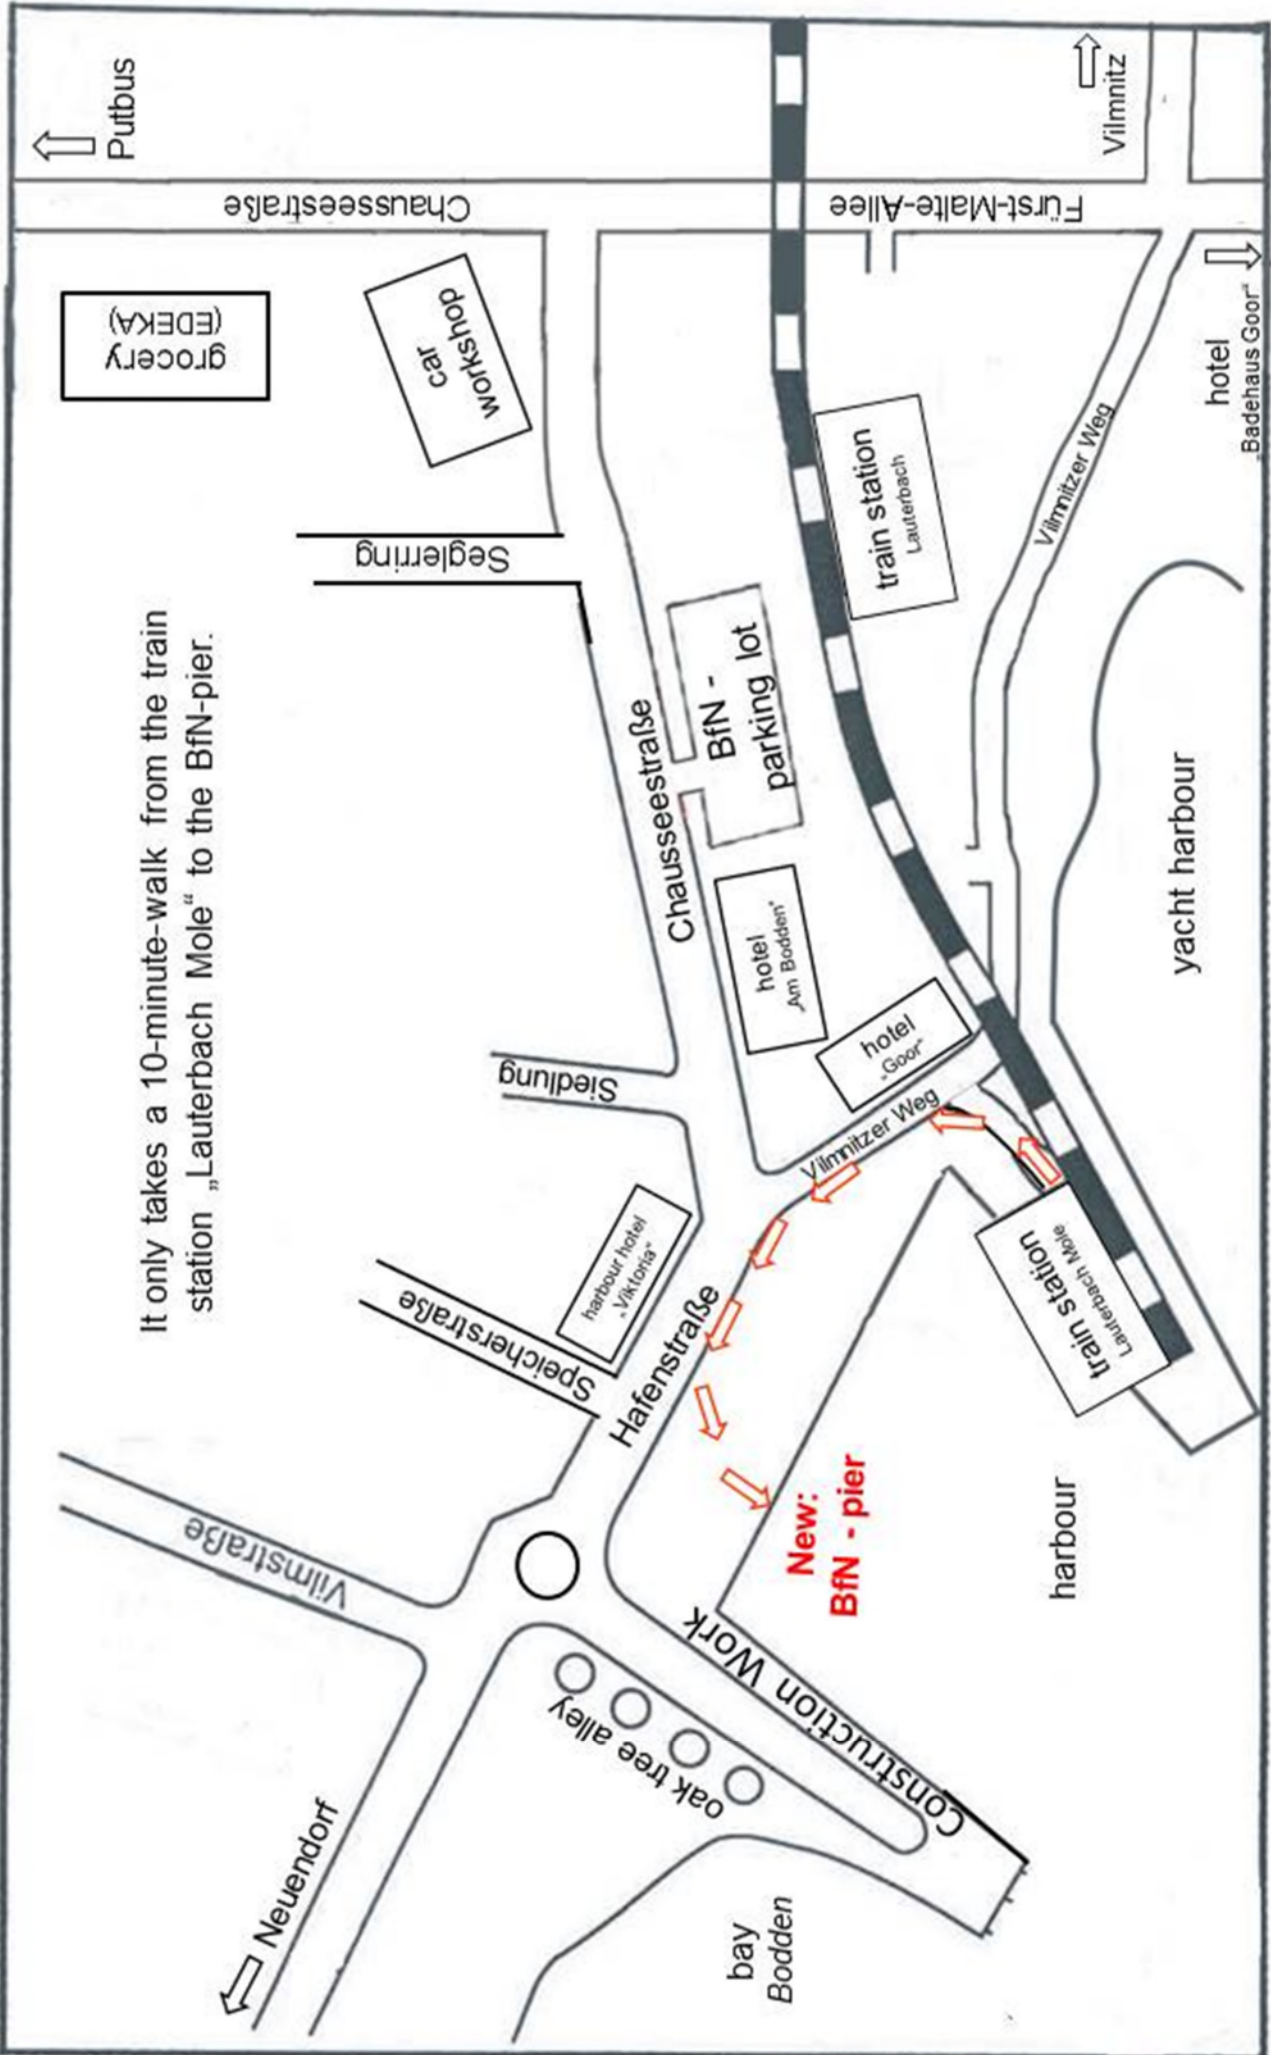 It only takes a 10-minute-walk from the train
station „Lauterbach Mole“ to the BfN-pier.
Putbus
Chausseestraße
grocery
(EDEKA)
car
workshop
Seglerring
Vilmnitz
Fürst-Malte-Allee
hotel
„Badehaus Goor“
Vilmnitzer Weg
train station
Lauterbach
BfN -
parking lot
Chausseestraße
hotel
„Am Bodden“
hotel
„Goor“
yacht harbour
Siedlung
Vilmnitzer Weg
harbour hotel
„Viktoria“
Speicherstraße
Hafenstraße
train station
Lauterbach Mole
Vilmstraße
New:
BfN - pier
harbour
Construction Work
oak tree alley
Neuendorf
bay
Bodden